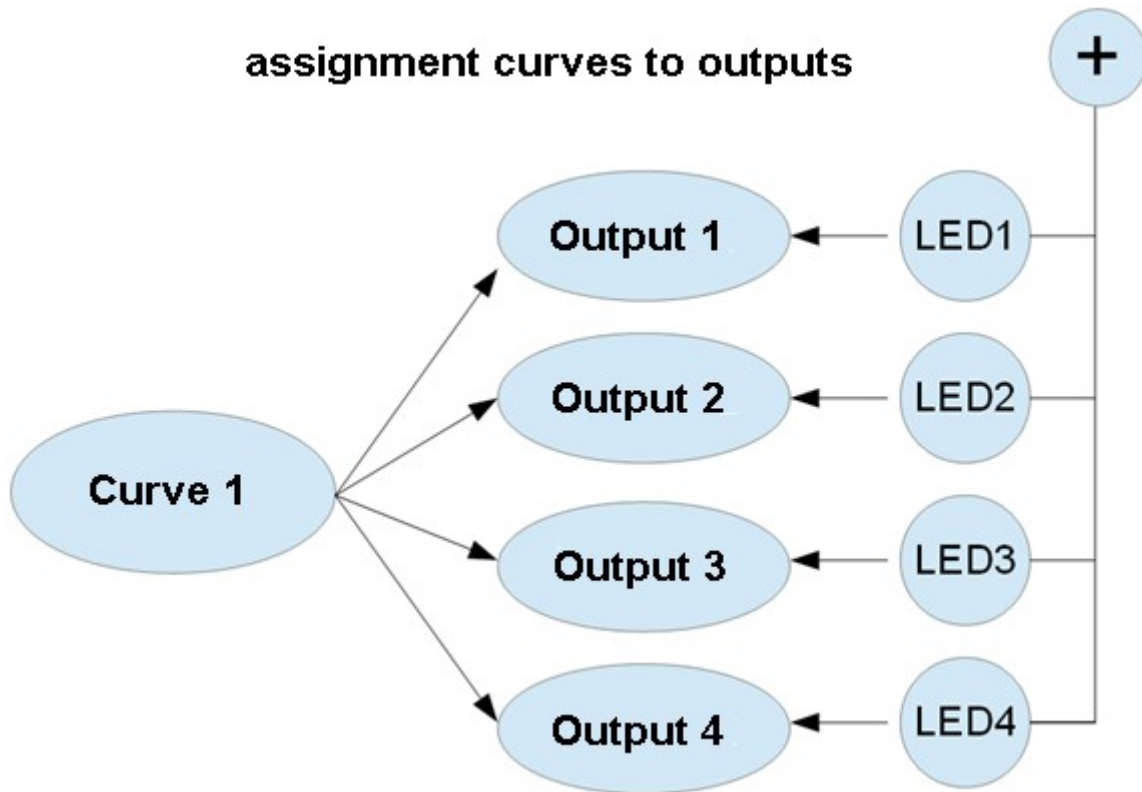 assignment curves to outputs
+
Output 1
LED1
Output 2
LED2
Curve 1
Output 3
LED3
Output 4
LED4